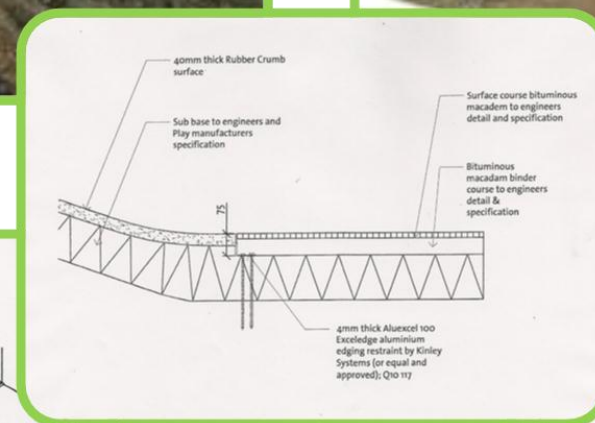 40mm thick Rubber Crumb
surface
Sub base to engineers and
Play manufacturers
specification
Surface course bituminous
macadem to engineers
detail and specification
Bituminous
macadam binder
course to engineers
detail &
specification
75
4mm thick Aluexcel 100
Exceledge aluminium
edging restraint by Kinley
Systems (or equal and
approved); Q10 117